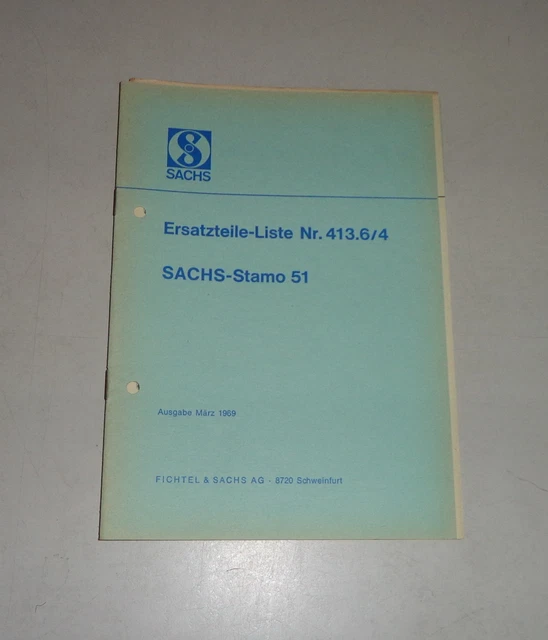 S
SACHS
Ersatzteile-Liste Nr. 413.6/4
SACHS-Stamo 51
Ausgabe März 1969
FICHTEL & SACHS AG - 8720 Schweinfurt